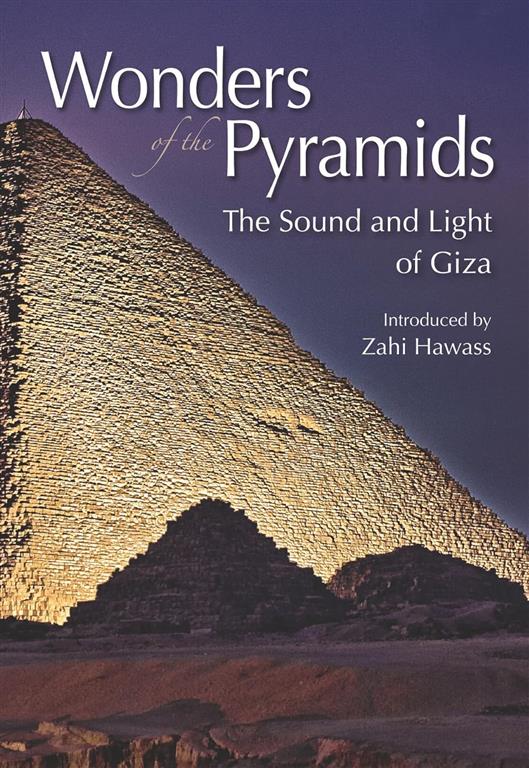 Wonders
of the Pyramids
The Sound and Light
of Giza
Introduced by
Zahi Hawass